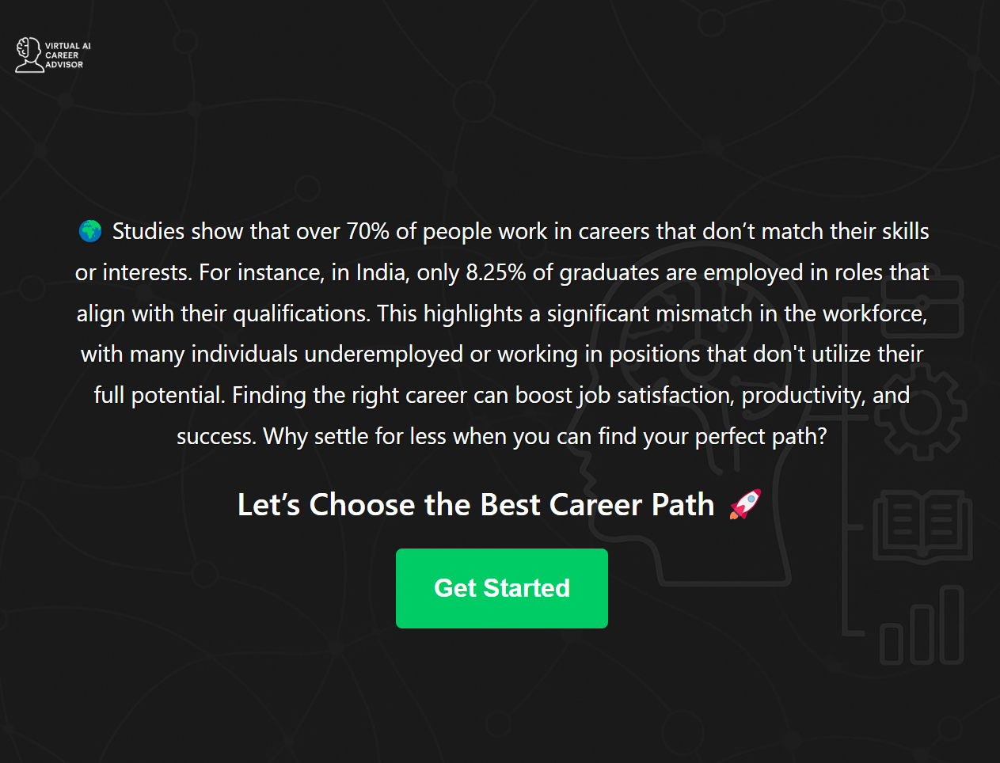 VIRTUAL AI
CAREER
ADVISOR
🌍 Studies show that over 70% of people work in careers that don’t match their skills
or interests. For instance, in India, only 8.25% of graduates are employed in roles that
align with their qualifications. This highlights a significant mismatch in the workforce,
with many individuals underemployed or working in positions that don't utilize their
full potential. Finding the right career can boost job satisfaction, productivity, and
success. Why settle for less when you can find your perfect path?
Let’s Choose the Best Career Path 🚀
Get Started